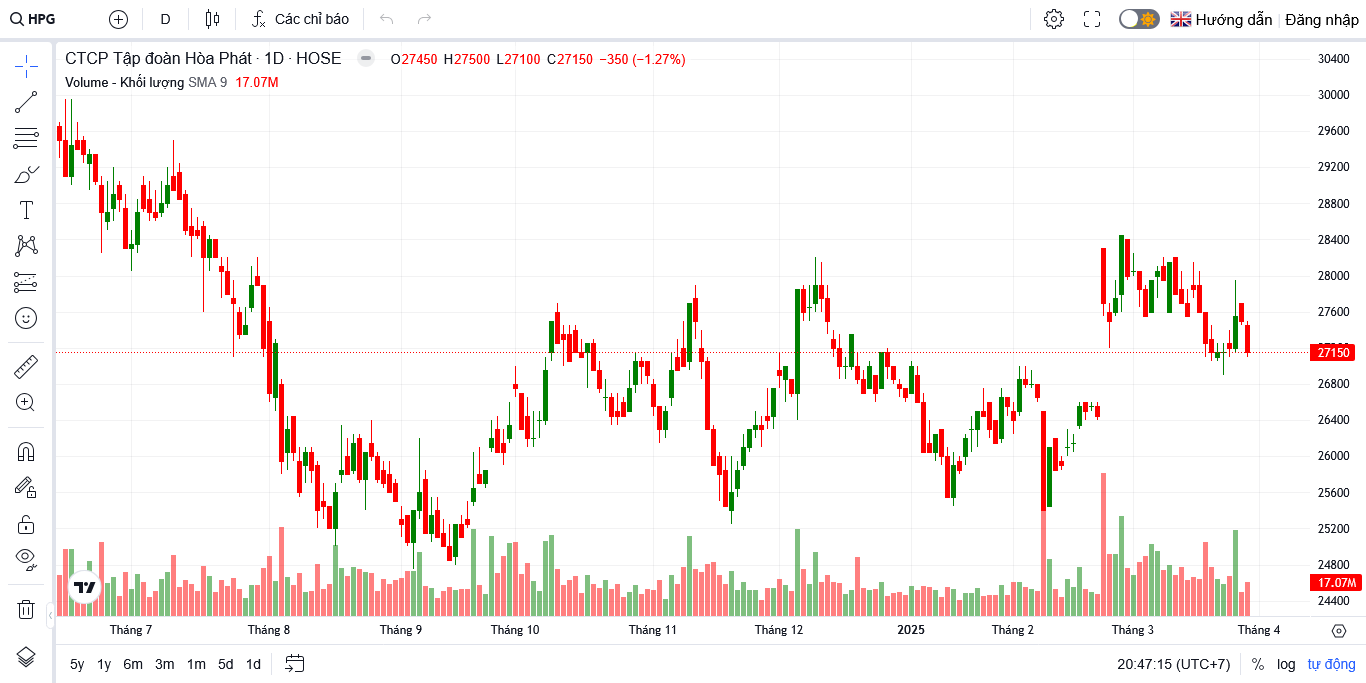 HPG D Các chỉ báo Hướng dẫn Đăng nhập
CTCP Tập đoàn Hòa Phát · 1D · HOSE O27450 H27500 L27100 C27150 −350 (−1.27%)
Volume - Khối lượng SMA 9 17.07M
30400
30000
29600
29200
28800
28400
28000
27600
27150
26800
26400
26000
25600
25200
24800
17.07M
24400
Tháng 7 Tháng 8 Tháng 9 Tháng 10 Tháng 11 Tháng 12 2025 Tháng 2 Tháng 3 Tháng 4
5y 1y 6m 3m 1m 5d 1d 20:47:15 (UTC+7) % log tự động